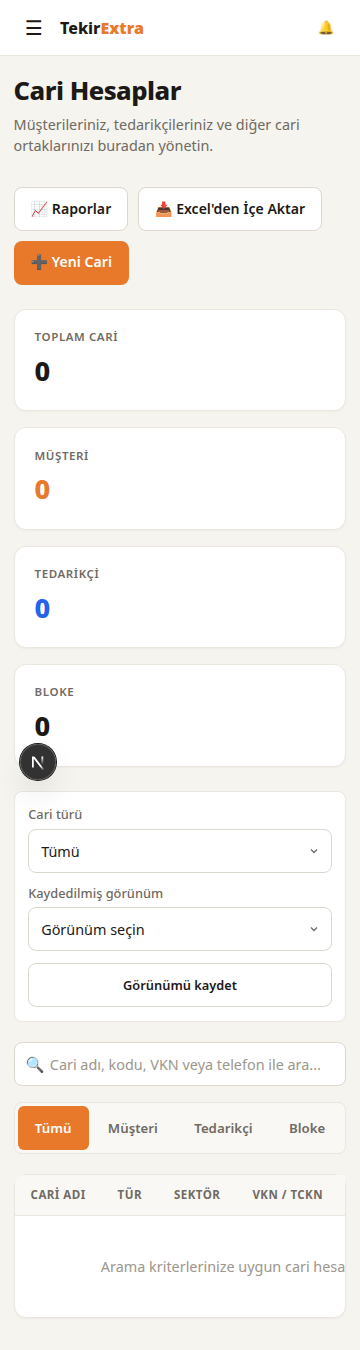 TekirExtra
Cari Hesaplar
Müşterileriniz, tedarikçileriniz ve diğer cari
ortaklarınızı buradan yönetin.
Raporlar
Excel'den İçe Aktar
Yeni Cari
TOPLAM CARİ
0
MÜŞTERİ
0
TEDARİKÇİ
0
BLOKE
0
N
Cari türü
Tümü
Kaydedilmiş görünüm
Görünüm seçin
Görünümü kaydet
Cari adı, kodu, VKN veya telefon ile ara...
Tümü Müşteri Tedarikçi Bloke
CARİ ADI TÜR SEKTÖR VKN / TCKN
Arama kriterlerinize uygun cari hesa